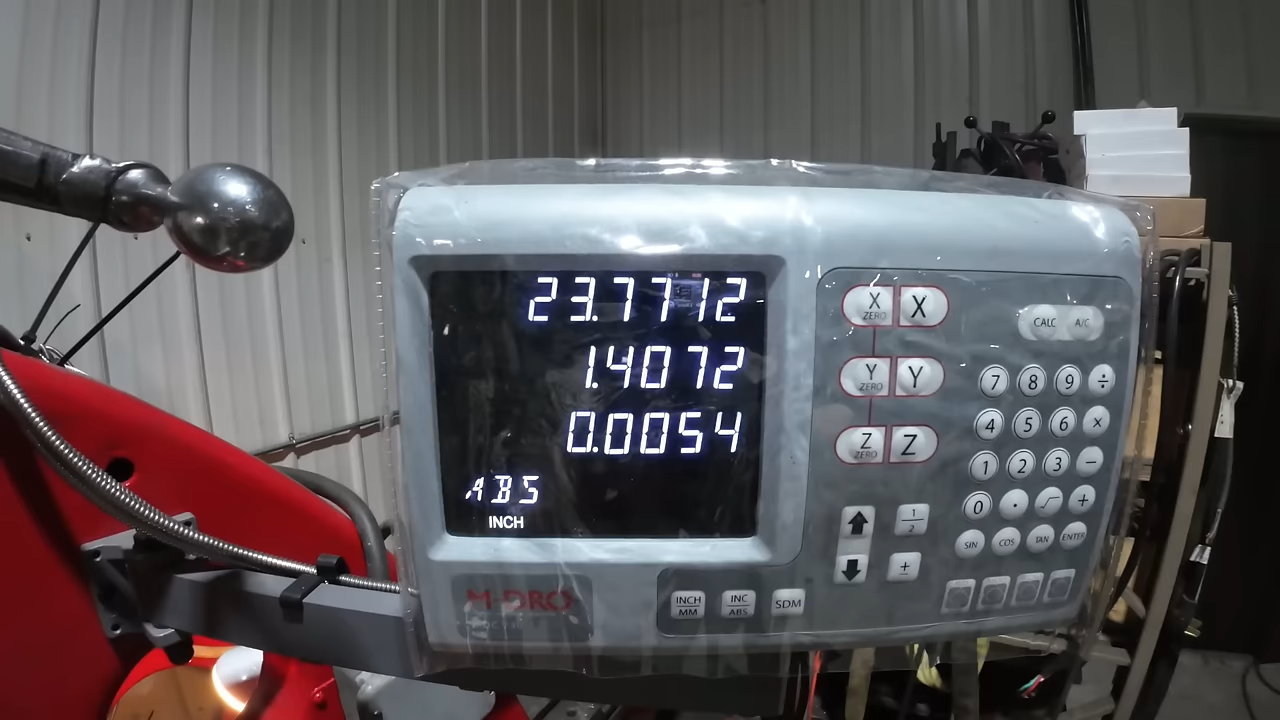 23.7712
1.4072
0.0054
ABS
INCH
M-DRO
X ZERO X
Y ZERO Y
Z ZERO Z
1/2
±
CALC A/C
7 8 9 ÷
4 5 6 ×
1 2 3 −
0 . √ +
SIN COS TAN ENTER
INCH MM
INC ABS
SDM